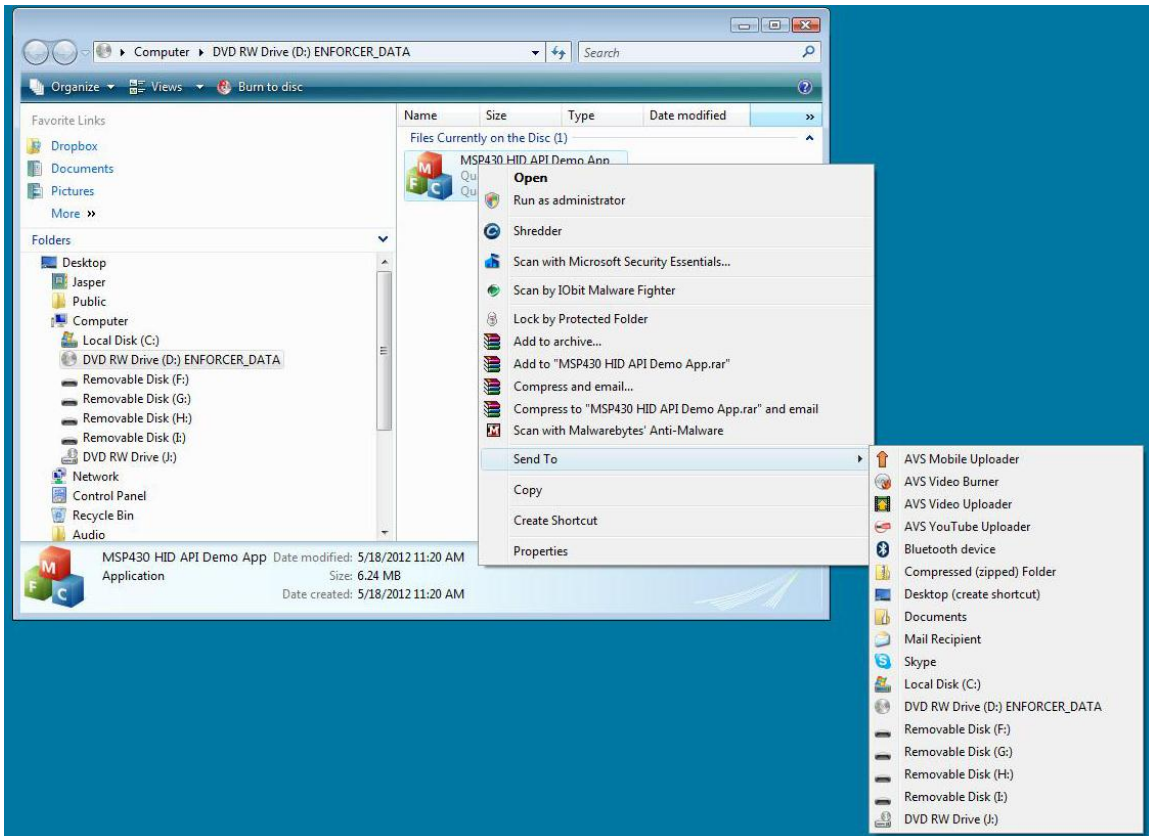 Computer ▸ DVD RW Drive (D:) ENFORCER_DATA
Search
Organize Views Burn to disc
Favorite Links
Dropbox
Documents
Pictures
More »
Folders
Desktop
Jasper
Public
Computer
Local Disk (C:)
DVD RW Drive (D:) ENFORCER_DATA
Removable Disk (F:)
Removable Disk (G:)
Removable Disk (H:)
Removable Disk (I:)
DVD RW Drive (J:)
Network
Control Panel
Recycle Bin
Audio
Name Size Type Date modified »
Files Currently on the Disc (1)
MSP430 HID API Demo App
Qu
Qu
Open
Run as administrator
Shredder
Scan with Microsoft Security Essentials...
Scan by IObit Malware Fighter
Lock by Protected Folder
Add to archive...
Add to "MSP430 HID API Demo App.rar"
Compress and email...
Compress to "MSP430 HID API Demo App.rar" and email
Scan with Malwarebytes' Anti-Malware
Send To
Copy
Create Shortcut
Properties
AVS Mobile Uploader
AVS Video Burner
AVS Video Uploader
AVS YouTube Uploader
Bluetooth device
Compressed (zipped) Folder
Desktop (create shortcut)
Documents
Mail Recipient
Skype
Local Disk (C:)
DVD RW Drive (D:) ENFORCER_DATA
Removable Disk (F:)
Removable Disk (G:)
Removable Disk (H:)
Removable Disk (I:)
DVD RW Drive (J:)
M
F C
MSP430 HID API Demo App Date modified: 5/18/2012 11:20 AM
Application Size: 6.24 MB
Date created: 5/18/2012 11:20 AM